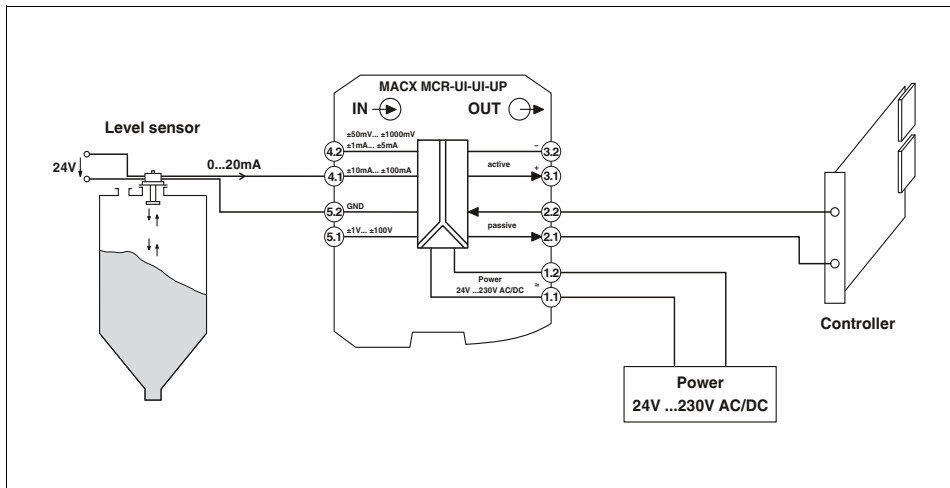 MACX MCR-UI-UI-UP
IN
OUT
Level sensor
24V
0...20mA
±50mV... ±1000mV
±1mA... ±5mA
4.2
±10mA... ±100mA
4.1
GND
5.2
±1V... ±100V
5.1
–
3.2
active
+
3.1
2.2
passive
2.1
Power
24V ...230V AC/DC
1.2
1.1
Controller
Power
24V ...230V AC/DC